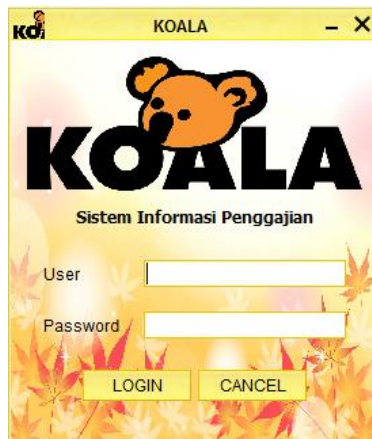 KOALA
KOALA
Sistem Informasi Penggajian
User
Password
LOGIN CANCEL